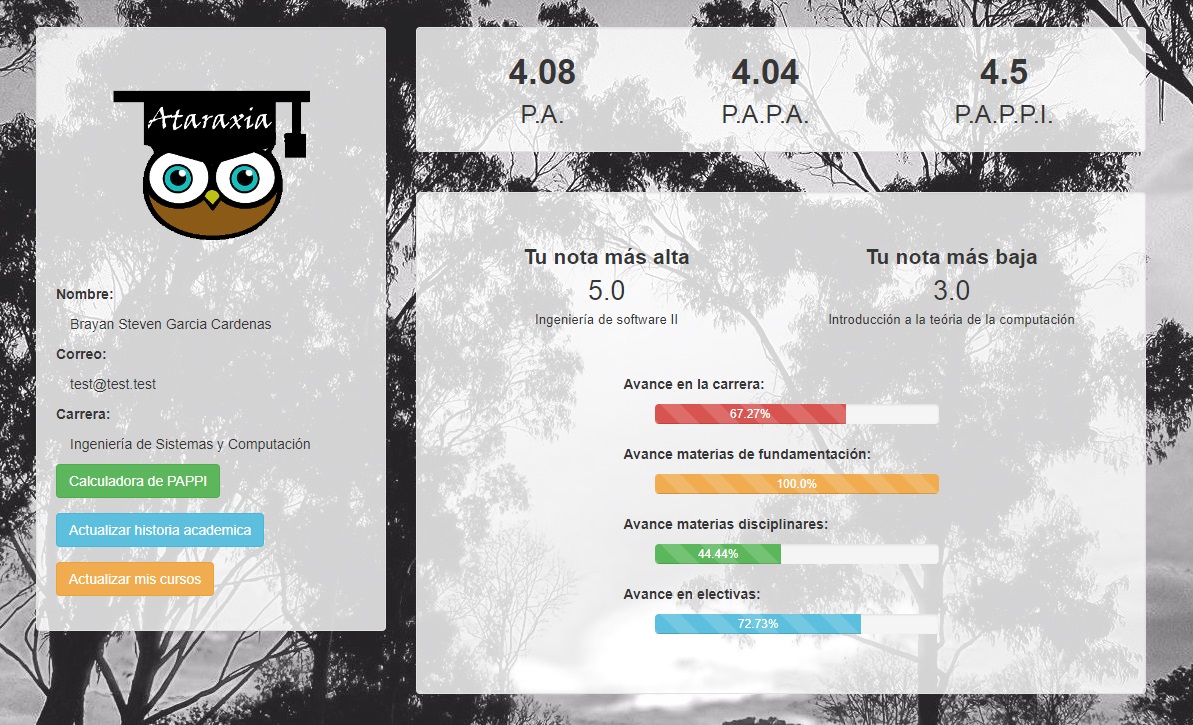 Ataraxia
Nombre:
Brayan Steven Garcia Cardenas
Correo:
test@test.test
Carrera:
Ingeniería de Sistemas y Computación
Calculadora de PAPPI
Actualizar historia academica
Actualizar mis cursos
4.08
P.A.
4.04
P.A.P.A.
4.5
P.A.P.P.I.
Tu nota más alta
5.0
Ingeniería de software II
Tu nota más baja
3.0
Introducción a la teória de la computación
Avance en la carrera:
67.27%
Avance materias de fundamentación:
100.0%
Avance materias disciplinares:
44.44%
Avance en electivas:
72.73%